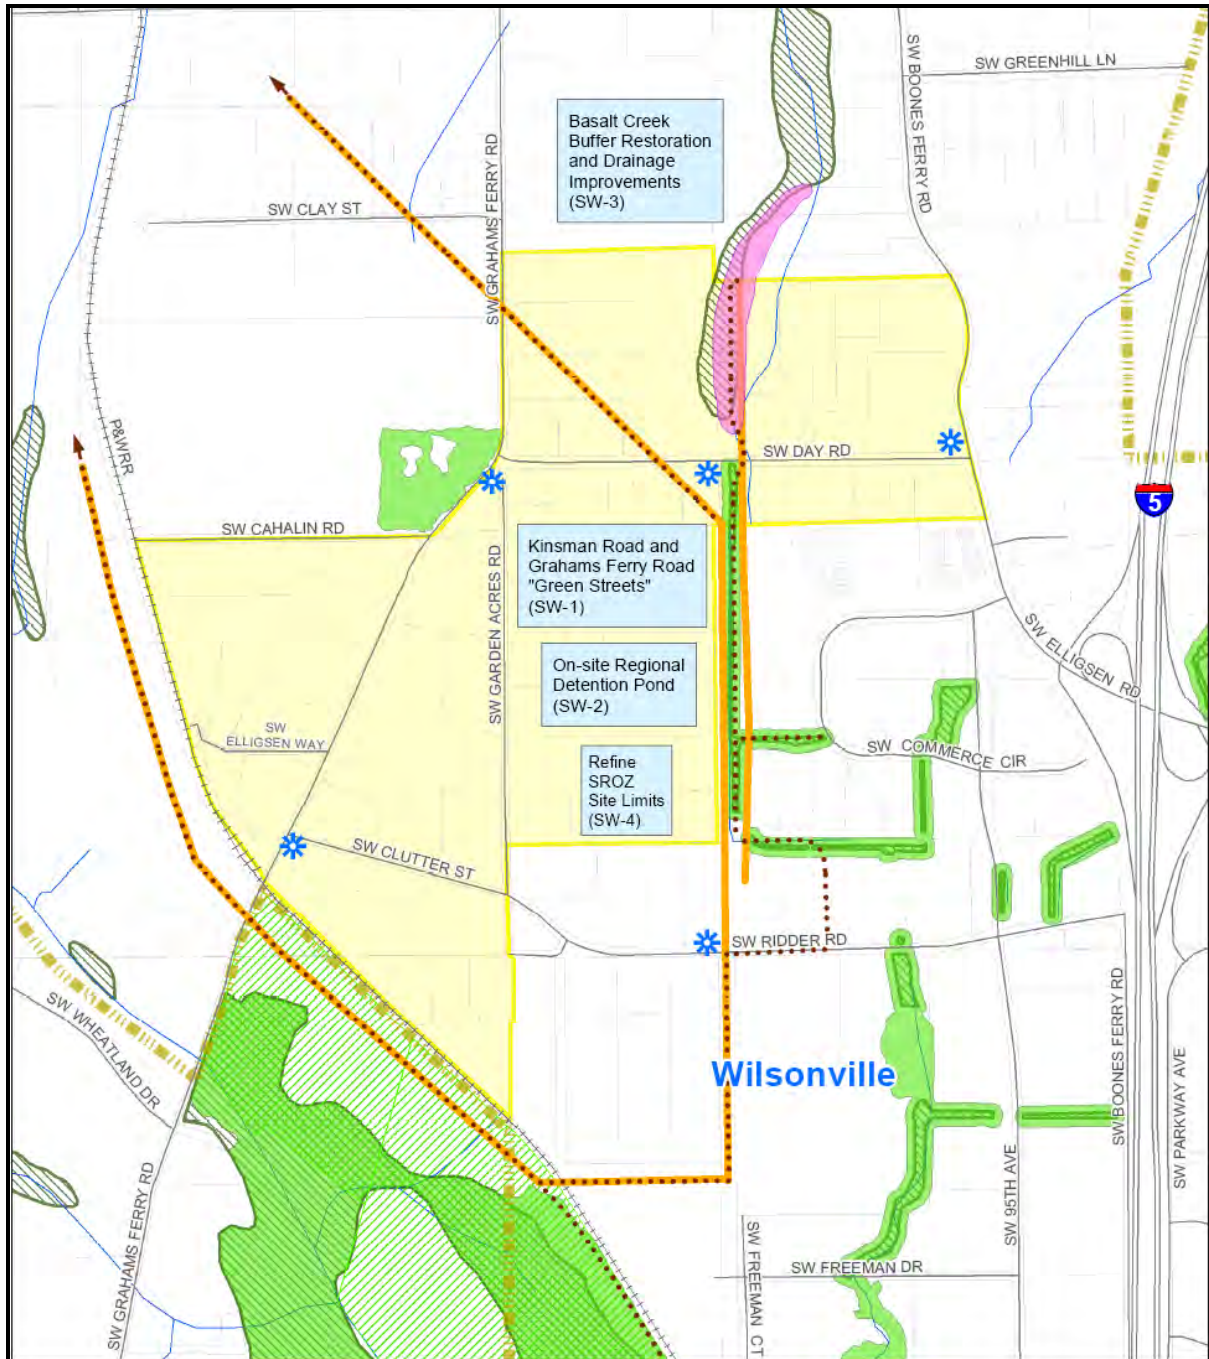 SW GREENHILL LN
SW BOONES FERRY RD
Basalt Creek
Buffer Restoration
and Drainage
Improvements
(SW-3)
SW GRAHAMS FERRY RD
SW CLAY ST
P&WRR
SW DAY RD
5
SW CAHALIN RD
Kinsman Road and
Grahams Ferry Road
"Green Streets"
(SW-1)
SW GARDEN ACRES RD
SW ELLIGSEN RD
On-site Regional
Detention Pond
(SW-2)
SW
ELLIGSEN WAY
SW COMMERCE CIR
Refine
SROZ
Site Limits
(SW-4)
SW CLUTTER ST
SW RIDDER RD
SW WHEATLAND DR
Wilsonville
SW BOONES FERRY RD
SW PARKWAY AVE
SW 95TH AVE
SW GRAHAMS FERRY RD
SW FREEMAN CT
SW FREEMAN DR